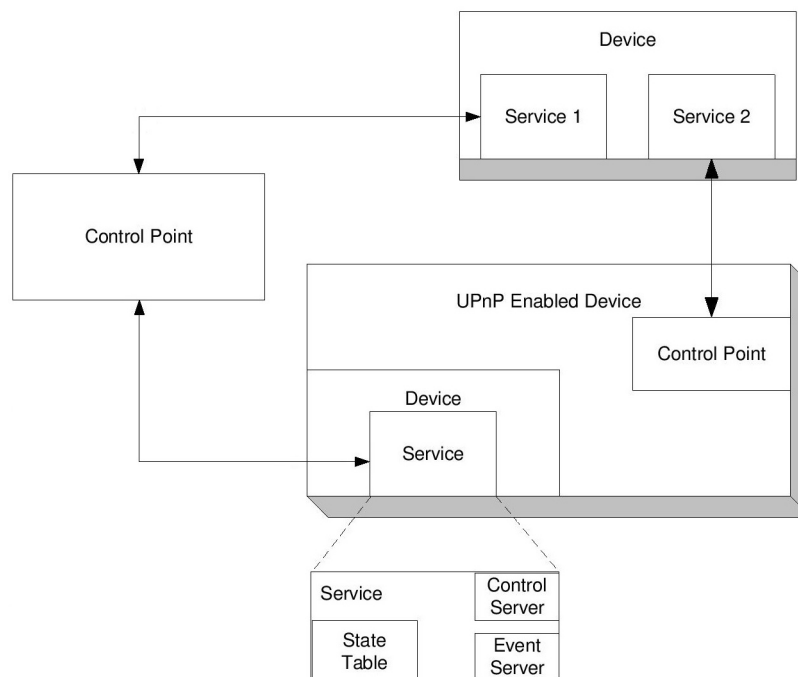 Device
Service 1
Service 2
Control Point
UPnP Enabled Device
Control Point
Device
Service
Service
Control
Server
State
Table
Event
Server